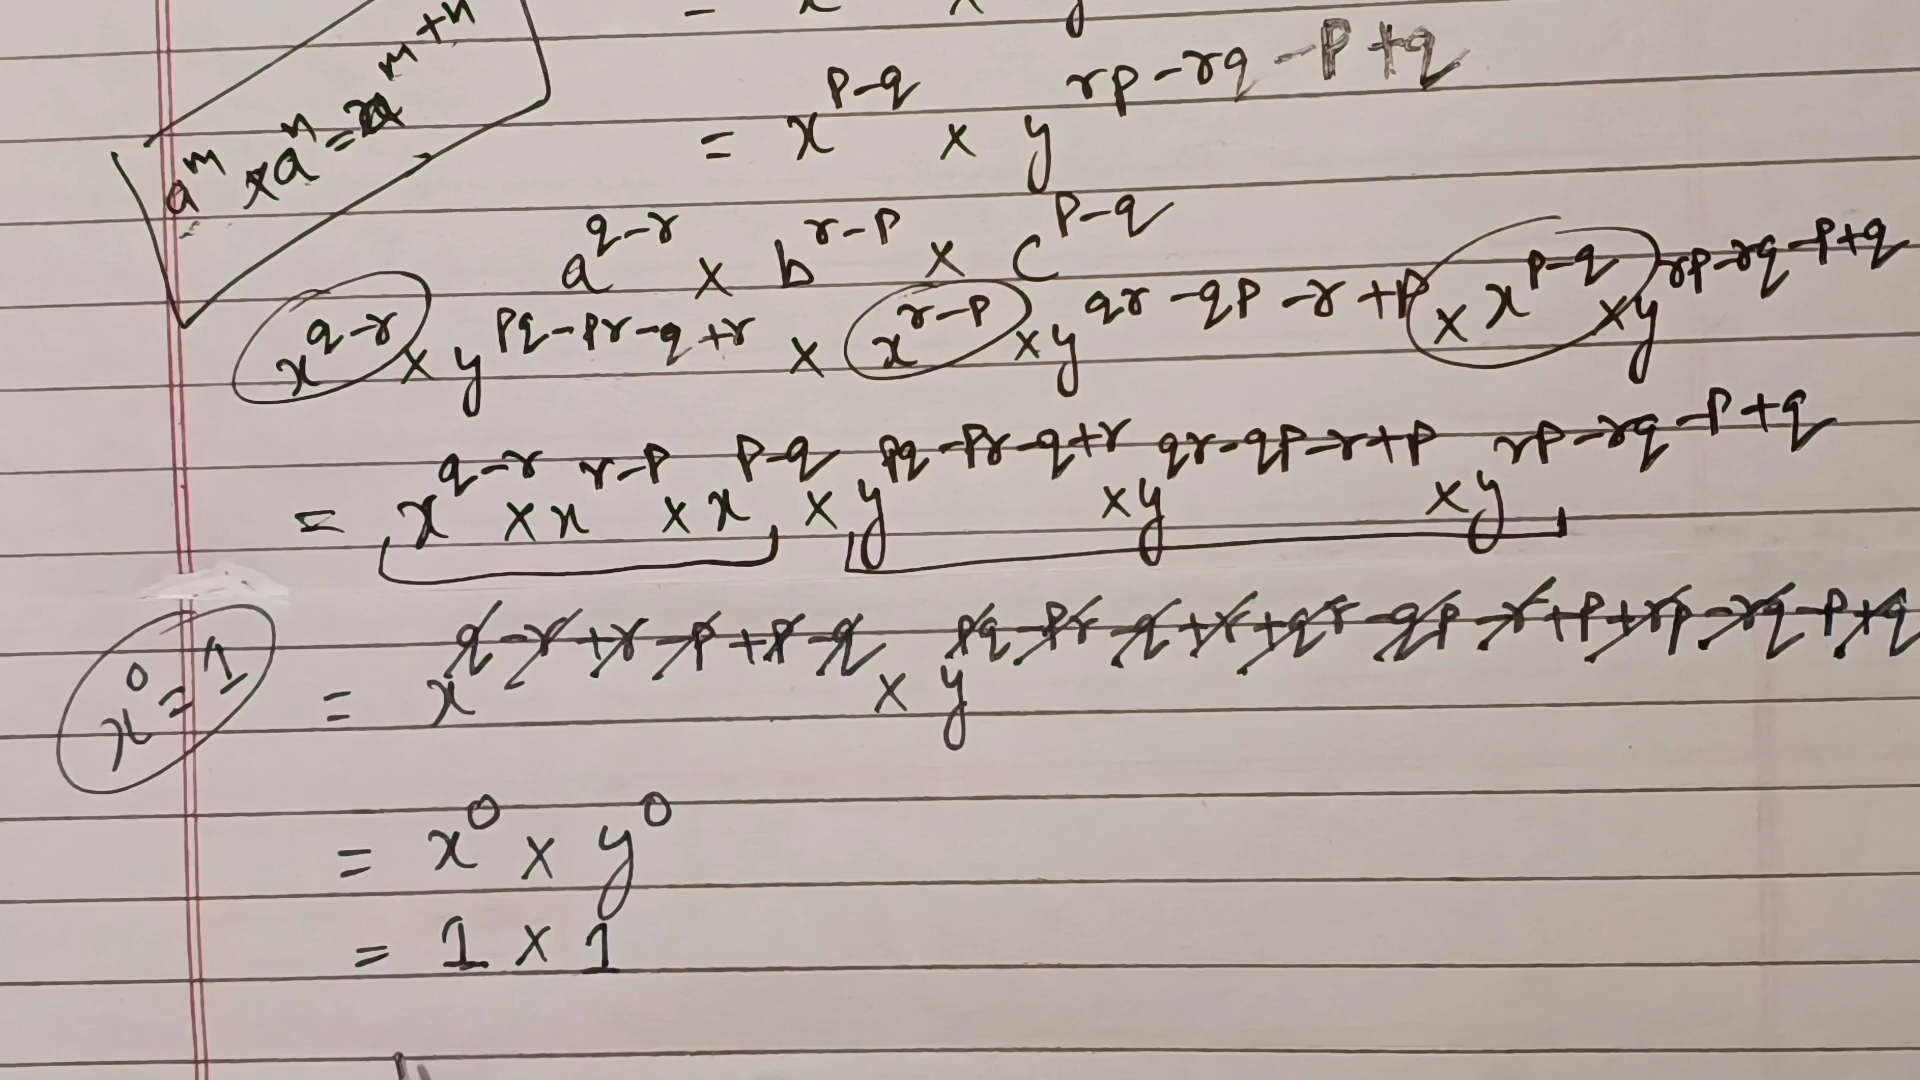 a^m × a^n = a^{m+n}
= x^{p-q} × y^{rp-rq-p+q}
a^{q-r} × b^{r-p} × c^{p-q}
x^{q-r} × y^{pq-pr-q+r} × x^{r-p} × y^{qr-qp-r+p} × x^{p-q} × y^{rp-rq-p+q}
= x^{q-r} × x^{r-p} × x^{p-q} × y^{pq-pr-q+r} × y^{qr-qp-r+p} × y^{rp-rq-p+q}
x^0 = 1
= x^{q-r+r-p+p-q} × y^{pq-pr-q+r+qr-qp-r+p+rp-rq-p+q}
= x^0 × y^0
= 1 × 1